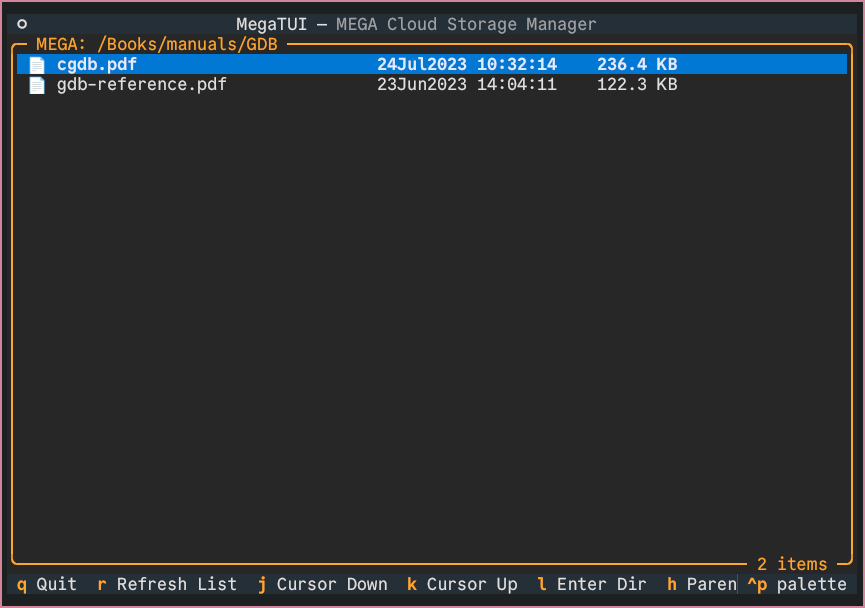 MegaTUI — MEGA Cloud Storage Manager
MEGA: /Books/manuals/GDB
cgdb.pdf 24Jul2023 10:32:14 236.4 KB
gdb-reference.pdf 23Jun2023 14:04:11 122.3 KB
2 items
q Quit r Refresh List j Cursor Down k Cursor Up l Enter Dir h Paren ^p palette